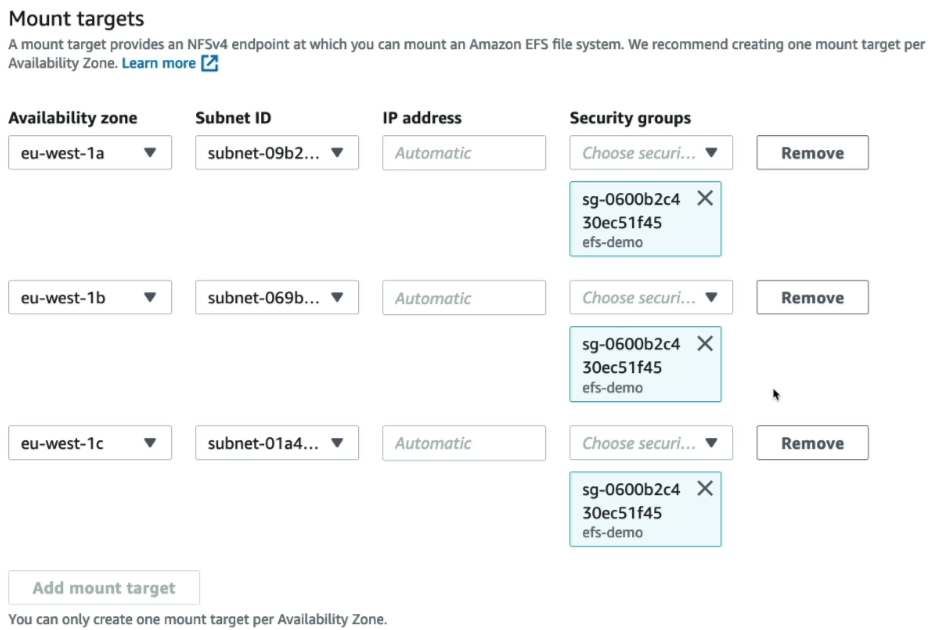 Mount targets
A mount target provides an NFSv4 endpoint at which you can mount an Amazon EFS file system. We recommend creating one mount target per
Availability Zone. Learn more
Availability zone Subnet ID IP address Security groups
eu-west-1a subnet-09b2... Automatic Choose securi... Remove
sg-0600b2c4
30ec51f45
efs-demo
eu-west-1b subnet-069b... Automatic Choose securi... Remove
sg-0600b2c4
30ec51f45
efs-demo
eu-west-1c subnet-01a4... Automatic Choose securi... Remove
sg-0600b2c4
30ec51f45
efs-demo
Add mount target
You can only create one mount target per Availability Zone.